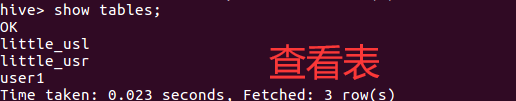 hive> show tables;
OK
little_usl
little_usr
user1
查看表
Time taken: 0.023 seconds, Fetched: 3 row(s)